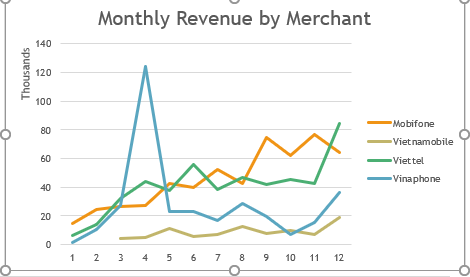 Monthly Revenue by Merchant
Thousands
140
120
100
80
60
40
20
0
1 2 3 4 5 6 7 8 9 10 11 12
Mobifone
Vietnamobile
Viettel
Vinaphone